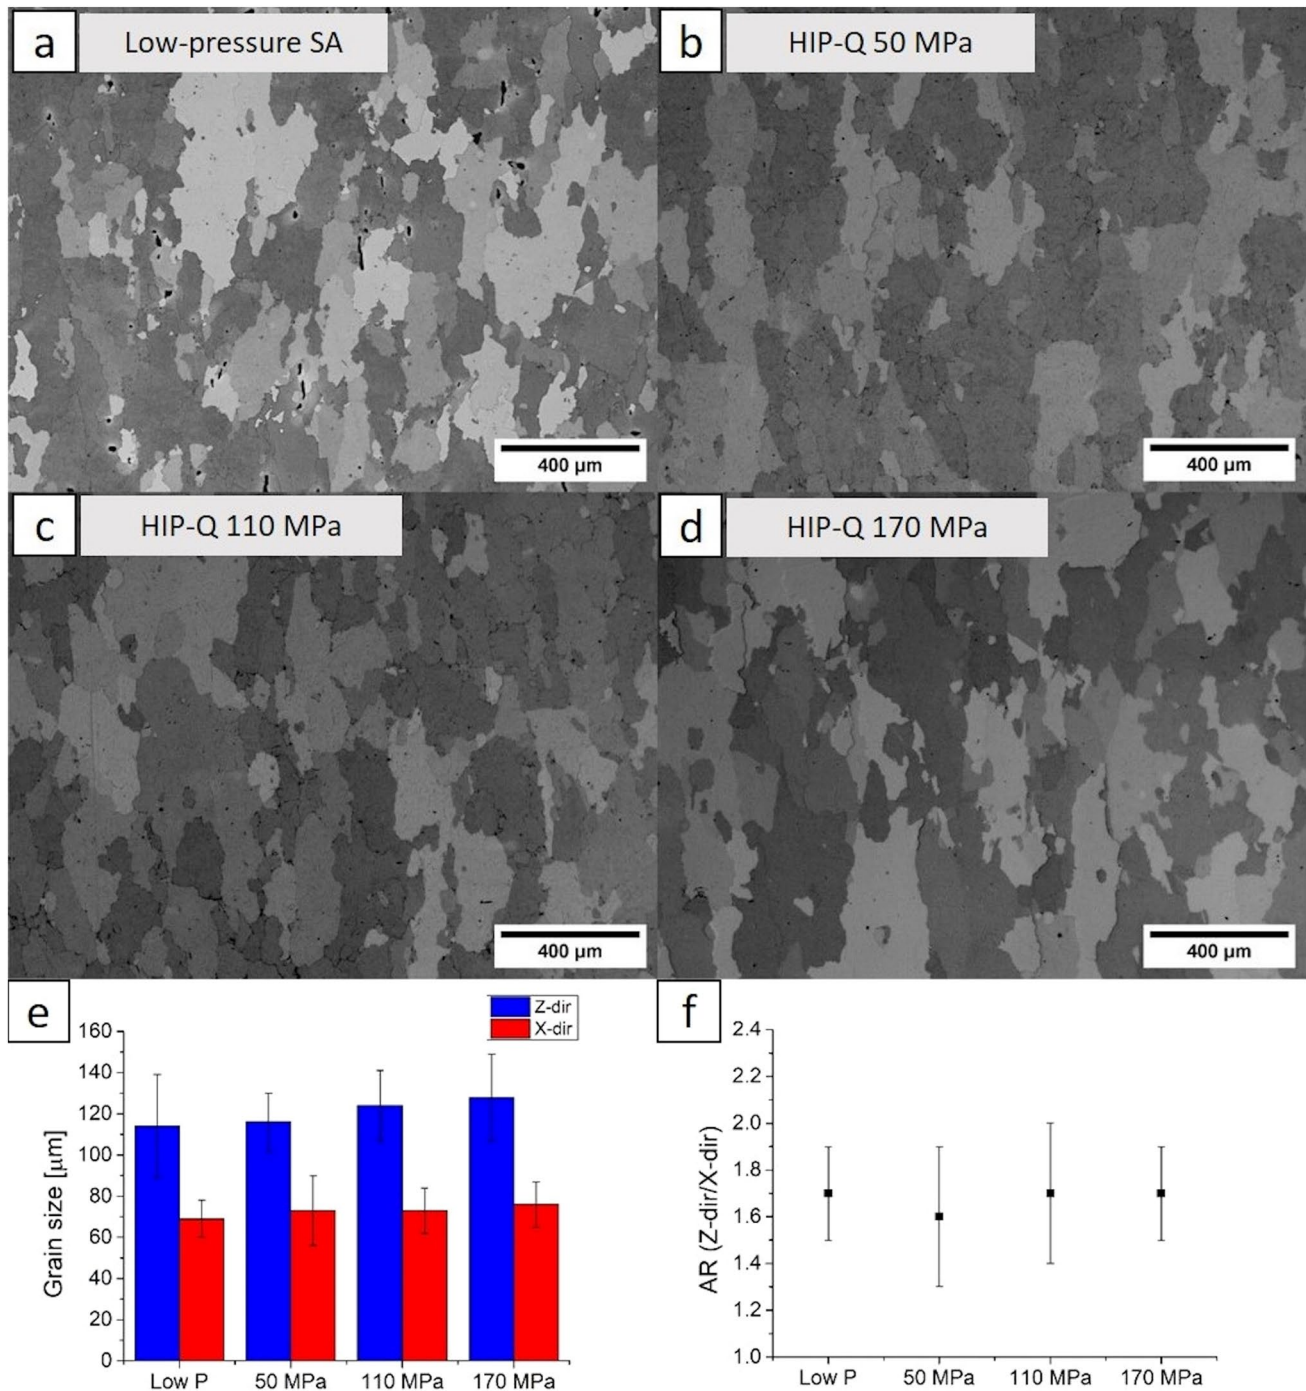 a
Low-pressure SA
b
HIP-Q 50 MPa
400 µm
400 µm
c
HIP-Q 110 MPa
d
HIP-Q 170 MPa
400 µm
400 µm
e
Z-dir
X-dir
Grain size [µm]
160
140
120
100
80
60
40
20
0
Low P
50 MPa
110 MPa
170 MPa
f
AR (Z-dir/X-dir)
2.4
2.2
2.0
1.8
1.6
1.4
1.2
1.0
Low P
50 MPa
110 MPa
170 MPa